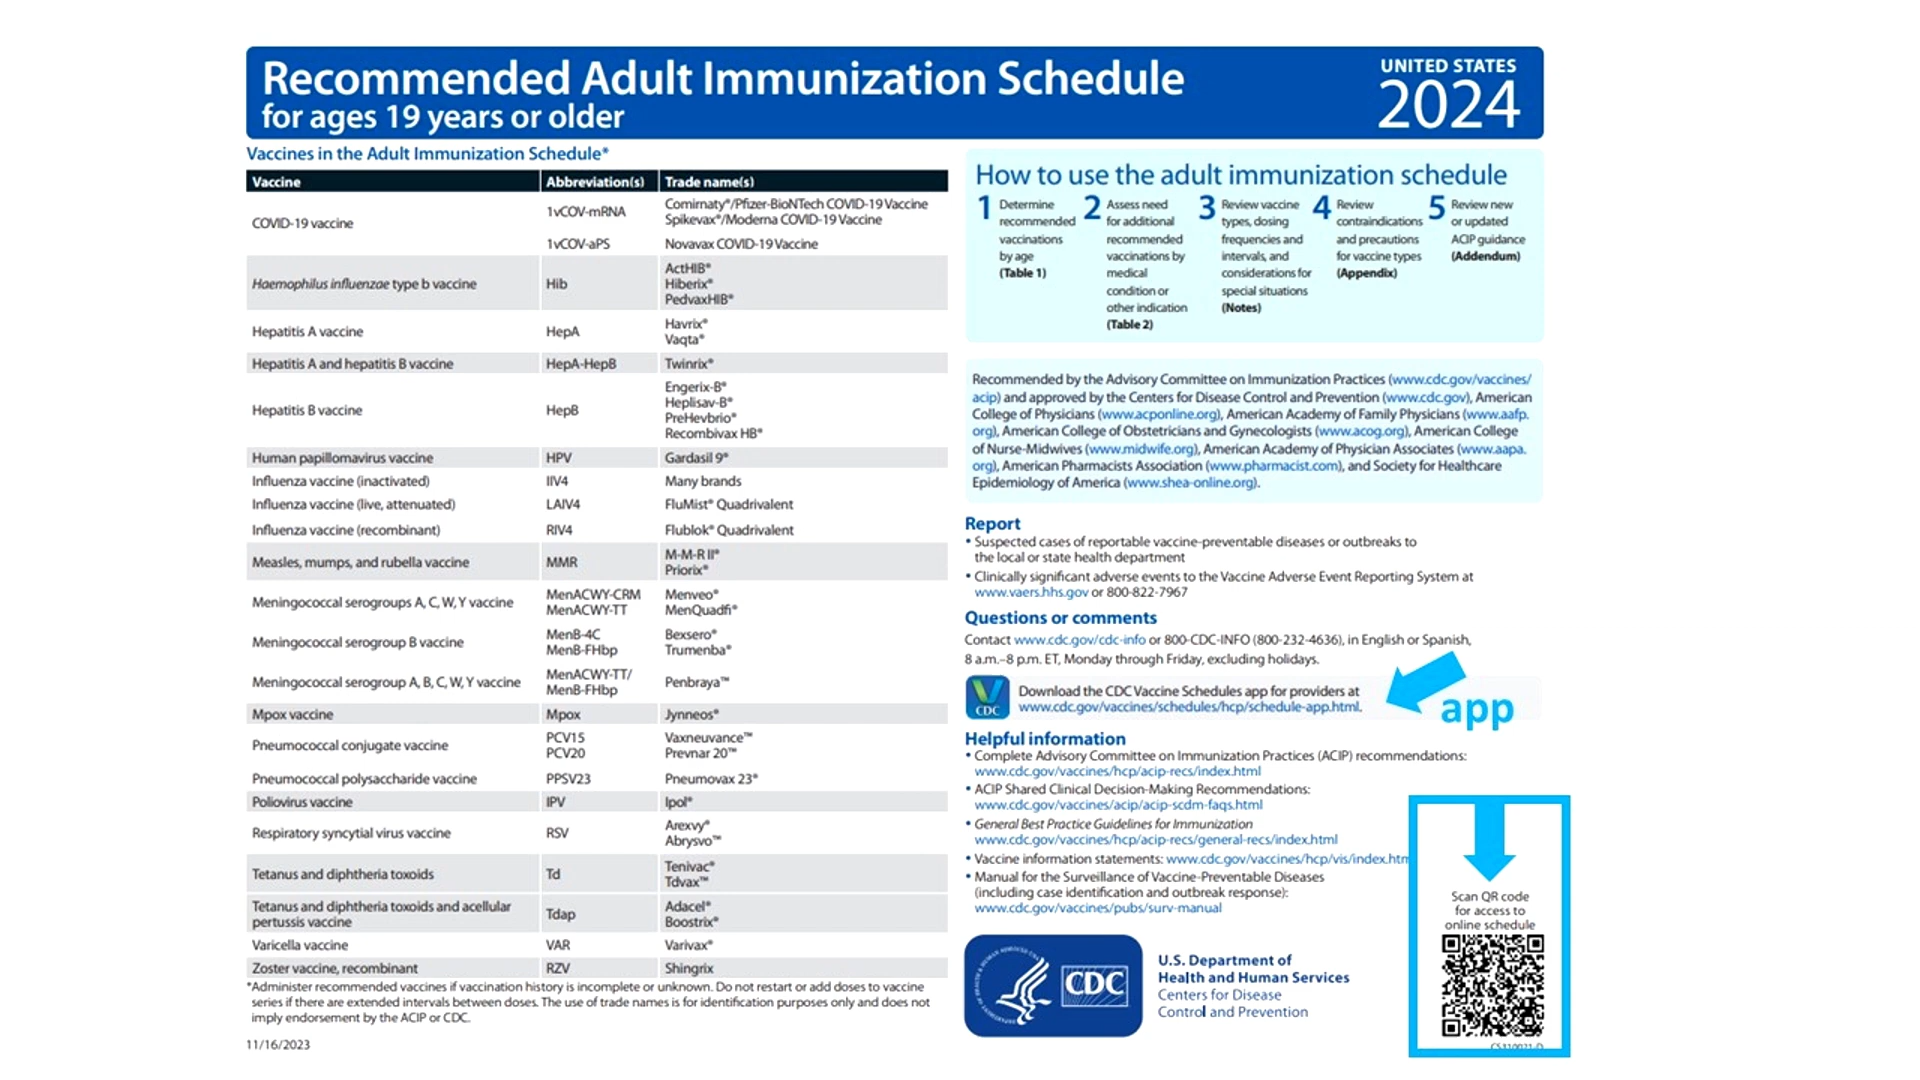 Recommended Adult Immunization Schedule
for ages 19 years or older
UNITED STATES
2024
Vaccines in the Adult Immunization Schedule*
Vaccine Abbreviation(s) Trade name(s)
COVID-19 vaccine
1vCOV-mRNA
Comirnaty®/Pfizer-BioNTech COVID-19 Vaccine
Spikevax®/Moderna COVID-19 Vaccine
1vCOV-aPS Novavax COVID-19 Vaccine
Haemophilus influenzae type b vaccine Hib
ActHIB®
Hiberix®
PedvaxHIB®
Hepatitis A vaccine HepA
Havrix®
Vaqta®
Hepatitis A and hepatitis B vaccine HepA-HepB Twinrix®
Hepatitis B vaccine HepB
Engerix-B®
Heplisav-B®
PreHevbrio®
Recombivax HB®
Human papillomavirus vaccine HPV Gardasil 9®
Influenza vaccine (inactivated) IIV4 Many brands
Influenza vaccine (live, attenuated) LAIV4 FluMist® Quadrivalent
Influenza vaccine (recombinant) RIV4 Flublok® Quadrivalent
Measles, mumps, and rubella vaccine MMR
M-M-R II®
Priorix®
Meningococcal serogroups A, C, W, Y vaccine
MenACWY-CRM Menveo®
MenACWY-TT MenQuadfi®
Meningococcal serogroup B vaccine
MenB-4C Bexsero®
MenB-FHbp Trumenba®
Meningococcal serogroup A, B, C, W, Y vaccine
MenACWY-TT/
MenB-FHbp
Penbraya™
Mpox vaccine Mpox Jynneos®
Pneumococcal conjugate vaccine
PCV15 Vaxneuvance™
PCV20 Prevnar 20™
Pneumococcal polysaccharide vaccine PPSV23 Pneumovax 23®
Poliovirus vaccine IPV Ipol®
Respiratory syncytial virus vaccine RSV
Arexvy®
Abrysvo™
Tetanus and diphtheria toxoids Td
Tenivac®
Tdvax™
Tetanus and diphtheria toxoids and acellular
pertussis vaccine
Tdap
Adacel®
Boostrix®
Varicella vaccine VAR Varivax®
Zoster vaccine, recombinant RZV Shingrix
*Administer recommended vaccines if vaccination history is incomplete or unknown. Do not restart or add doses to vaccine
series if there are extended intervals between doses. The use of trade names is for identification purposes only and does not
imply endorsement by the ACIP or CDC.
11/16/2023
How to use the adult immunization schedule
1 Determine
recommended
vaccinations
by age
(Table 1)
2 Assess need
for additional
recommended
vaccinations by
medical
condition or
other indication
(Table 2)
3 Review vaccine
types, dosing
frequencies and
intervals, and
considerations for
special situations
(Notes)
4 Review
contraindications
and precautions
for vaccine types
(Appendix)
5 Review new
or updated
ACIP guidance
(Addendum)
Recommended by the Advisory Committee on Immunization Practices (www.cdc.gov/vaccines/
acip) and approved by the Centers for Disease Control and Prevention (www.cdc.gov), American
College of Physicians (www.acponline.org), American Academy of Family Physicians (www.aafp.
org), American College of Obstetricians and Gynecologists (www.acog.org), American College
of Nurse-Midwives (www.midwife.org), American Academy of Physician Associates (www.aapa.
org), American Pharmacists Association (www.pharmacist.com), and Society for Healthcare
Epidemiology of America (www.shea-online.org).
Report
• Suspected cases of reportable vaccine-preventable diseases or outbreaks to
the local or state health department
• Clinically significant adverse events to the Vaccine Adverse Event Reporting System at
www.vaers.hhs.gov or 800-822-7967
Questions or comments
Contact www.cdc.gov/cdc-info or 800-CDC-INFO (800-232-4636), in English or Spanish,
8 a.m.–8 p.m. ET, Monday through Friday, excluding holidays.
CDC
Download the CDC Vaccine Schedules app for providers at
www.cdc.gov/vaccines/schedules/hcp/schedule-app.html.
app
Helpful information
• Complete Advisory Committee on Immunization Practices (ACIP) recommendations:
www.cdc.gov/vaccines/hcp/acip-recs/index.html
• ACIP Shared Clinical Decision-Making Recommendations:
www.cdc.gov/vaccines/acip/acip-scdm-faqs.html
• General Best Practice Guidelines for Immunization
www.cdc.gov/vaccines/hcp/acip-recs/general-recs/index.html
• Vaccine information statements: www.cdc.gov/vaccines/hcp/vis/index.htm
• Manual for the Surveillance of Vaccine-Preventable Diseases
(including case identification and outbreak response):
www.cdc.gov/vaccines/pubs/surv-manual
Scan QR code
for access to
online schedule
CDC
U.S. Department of
Health and Human Services
Centers for Disease
Control and Prevention